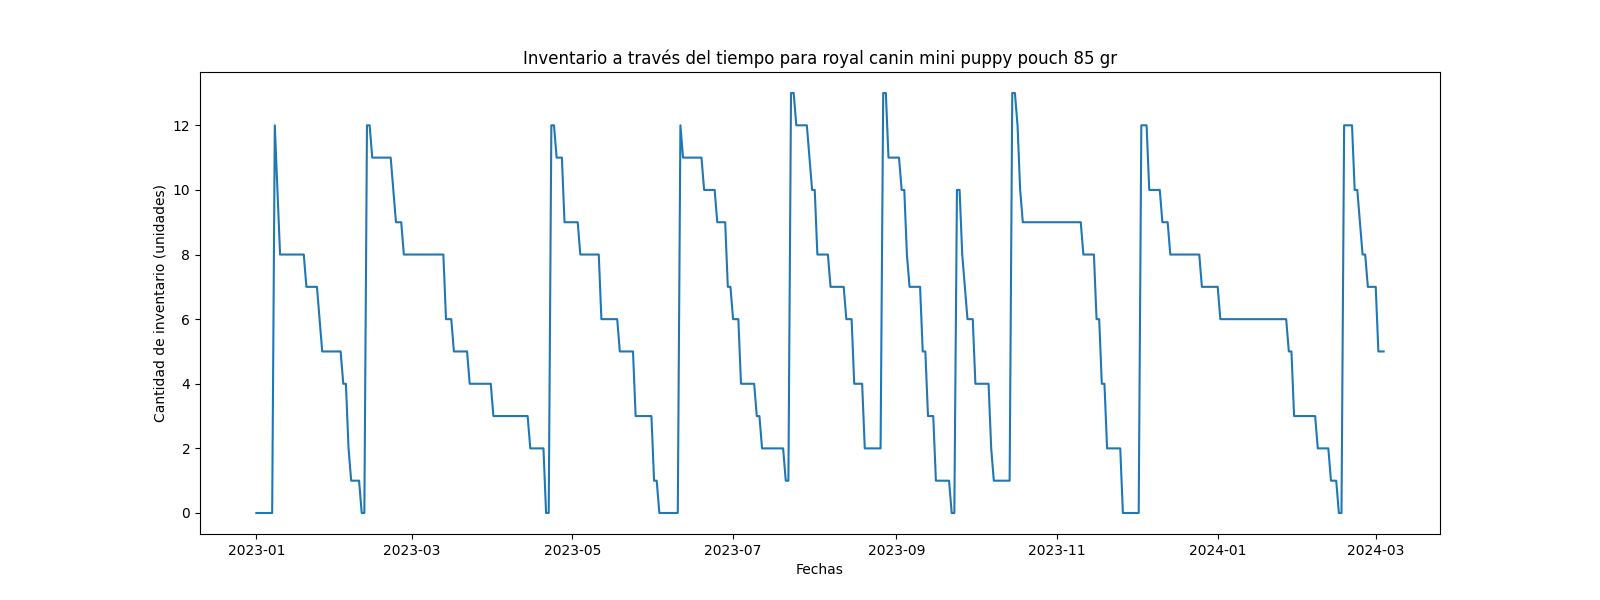 Inventario a través del tiempo para royal canin mini puppy pouch 85 gr
Cantidad de inventario (unidades)
12
10
8
6
4
2
0
2023-01 2023-03 2023-05 2023-07 2023-09 2023-11 2024-01 2024-03
Fechas